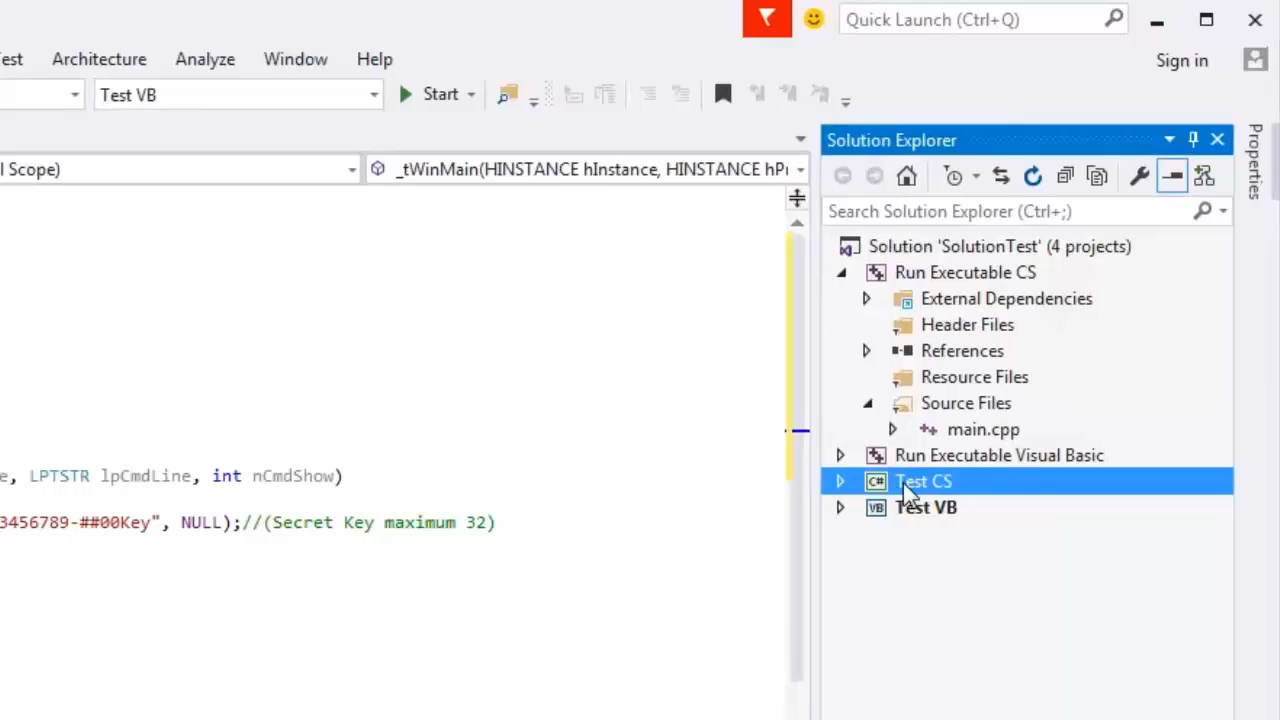 Quick Launch (Ctrl+Q)
est Architecture Analyze Window Help Sign in
Test VB Start
Solution Explorer
Properties
l Scope) _tWinMain(HINSTANCE hInstance, HINSTANCE hPi
Search Solution Explorer (Ctrl+;)
Solution 'SolutionTest' (4 projects)
Run Executable CS
External Dependencies
Header Files
References
Resource Files
Source Files
main.cpp
Run Executable Visual Basic
C# Test CS
VB Test VB
e, LPTSTR lpCmdLine, int nCmdShow)
3456789-##00Key", NULL);//(Secret Key maximum 32)